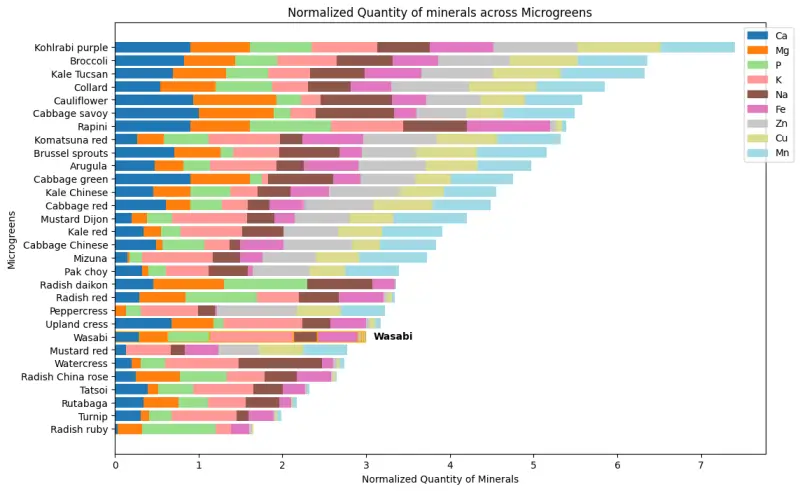 Normalized Quantity of minerals across Microgreens
Kohlrabi purple
Broccoli
Kale Tucsan
Collard
Cauliflower
Cabbage savoy
Rapini
Komatsuna red
Brussel sprouts
Arugula
Cabbage green
Kale Chinese
Cabbage red
Mustard Dijon
Kale red
Cabbage Chinese
Mizuna
Pak choy
Radish daikon
Radish red
Peppercress
Upland cress
Wasabi
Mustard red
Watercress
Radish China rose
Tatsoi
Rutabaga
Turnip
Radish ruby
Microgreens
Wasabi
Ca
Mg
P
K
Na
Fe
Zn
Cu
Mn
0 1 2 3 4 5 6 7
Normalized Quantity of Minerals